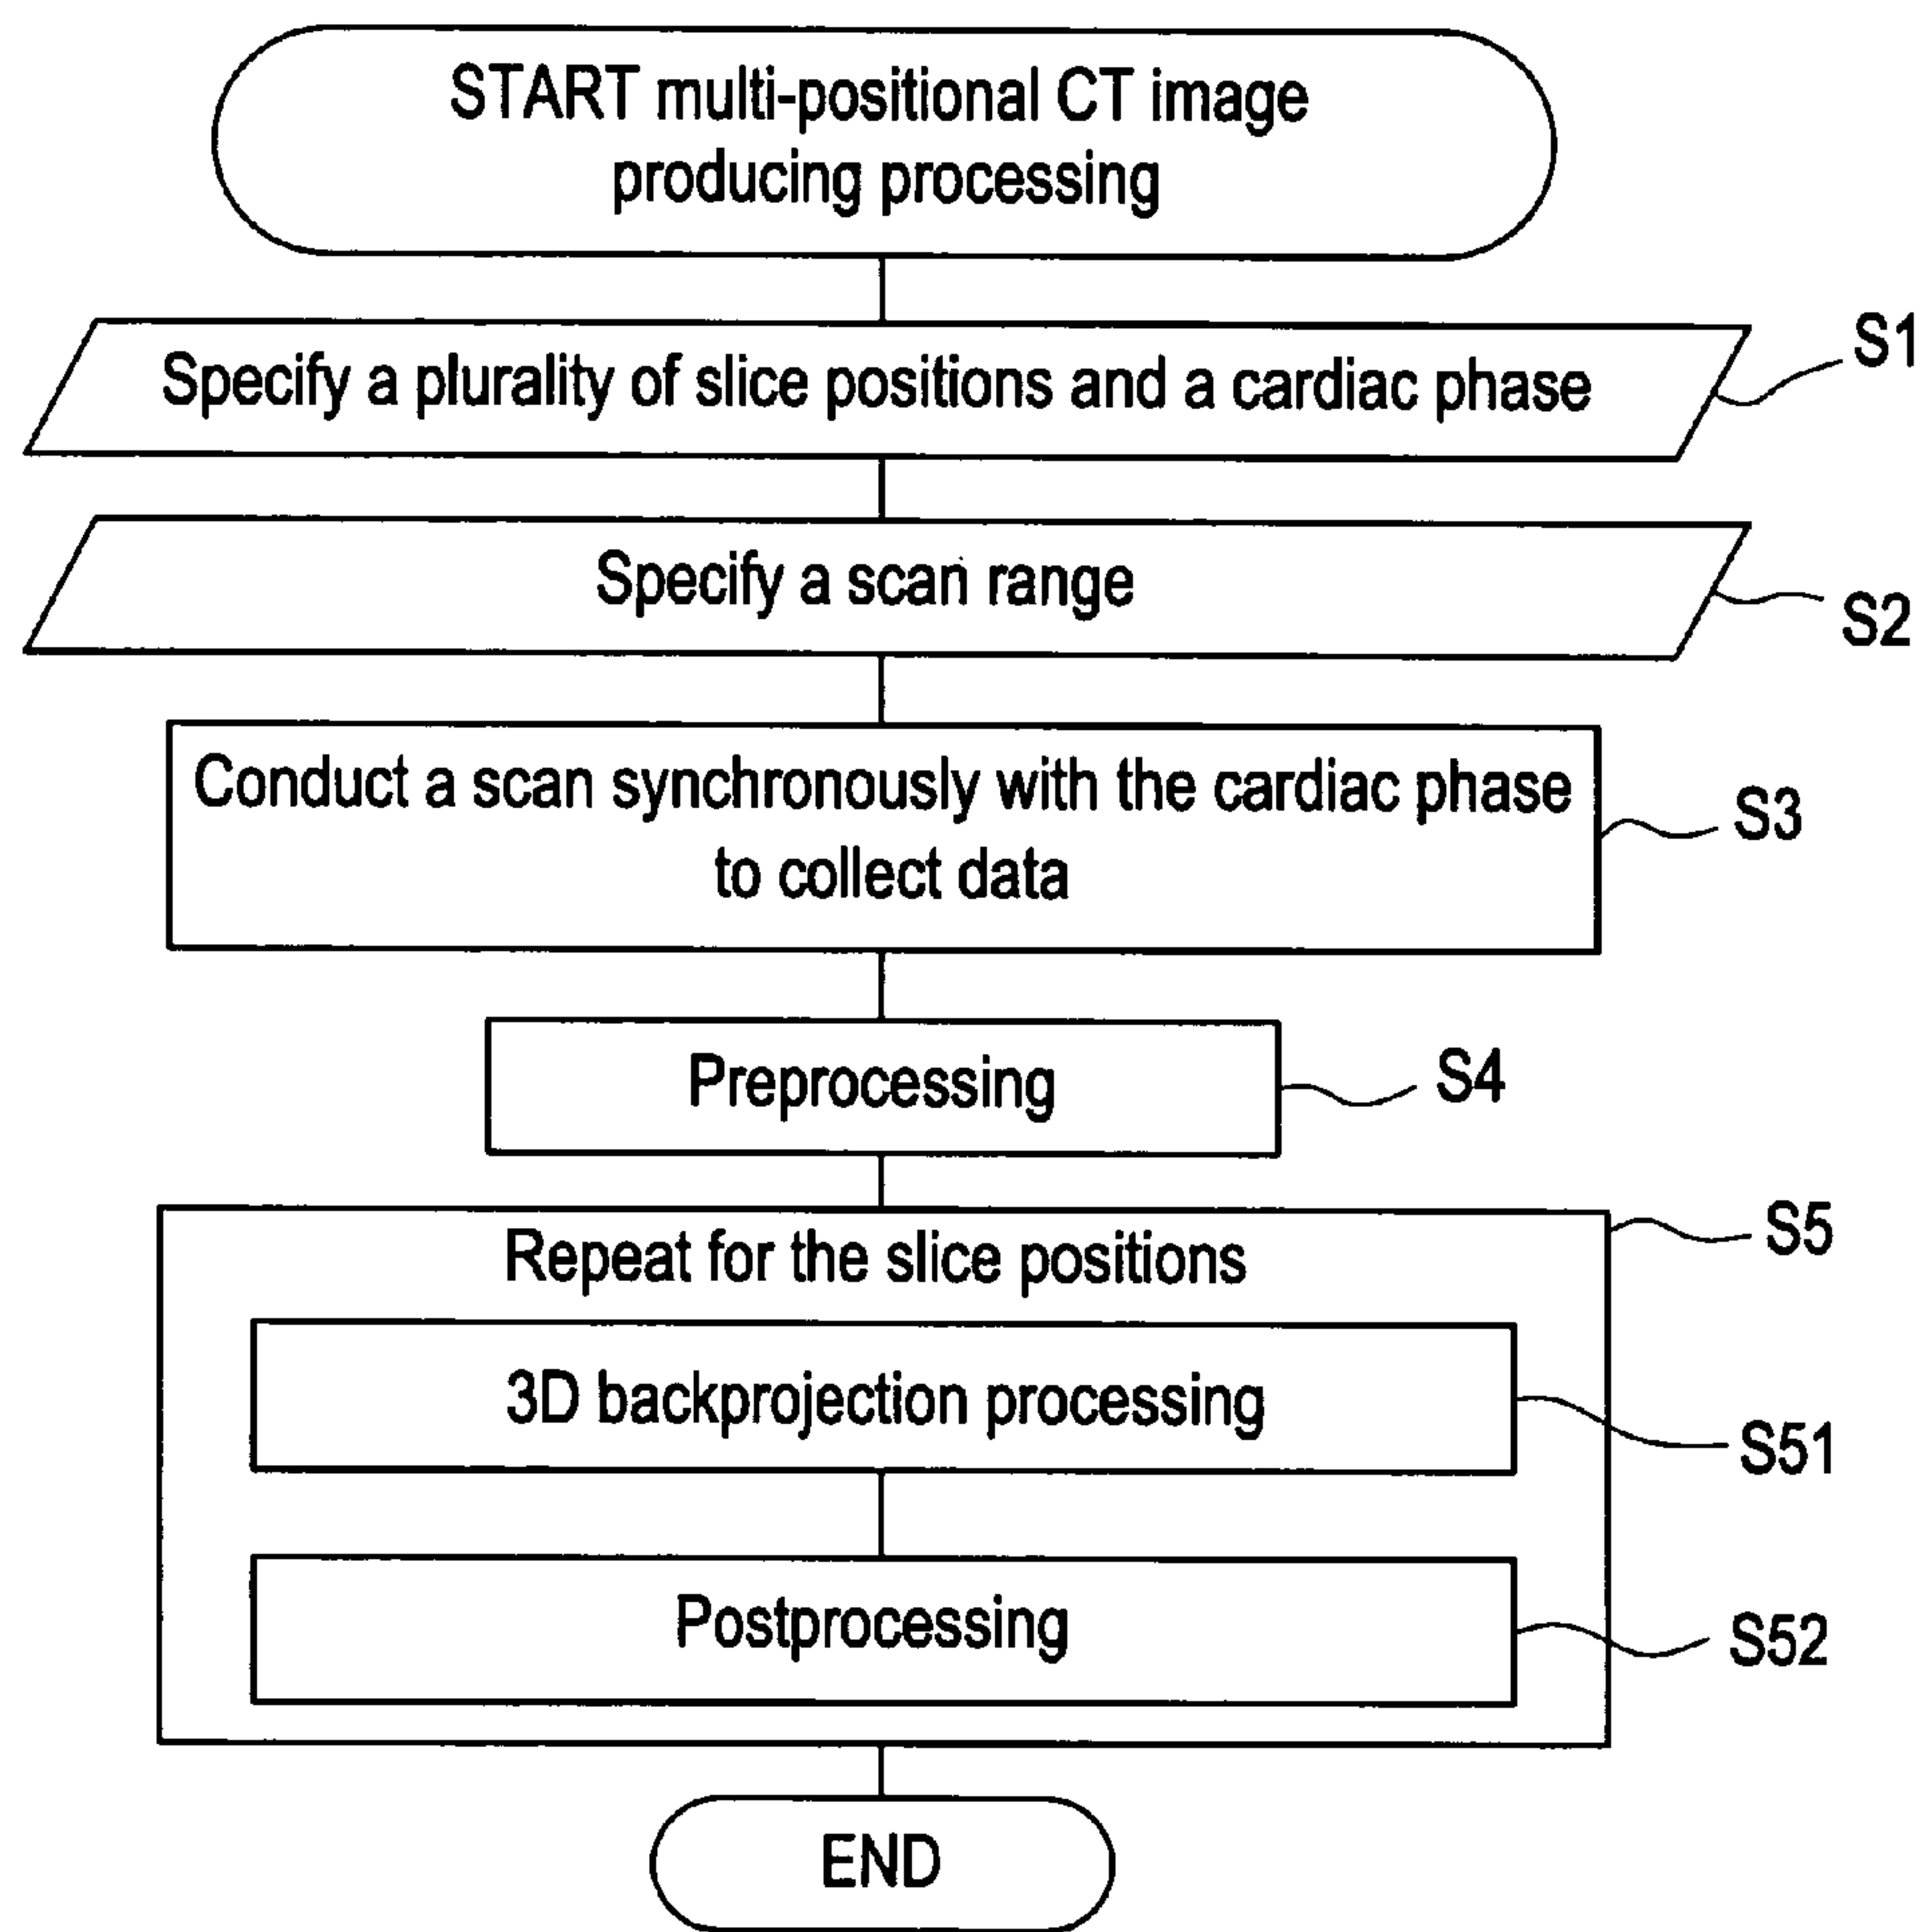 START multi-positional CT image
producing processing
Specify a plurality of slice positions and a cardiac phase
S1
Specify a scan range
S2
Conduct a scan synchronously with the cardiac phase
to collect data
S3
Preprocessing
S4
Repeat for the slice positions
S5
3D backprojection processing
S51
Postprocessing
S52
END